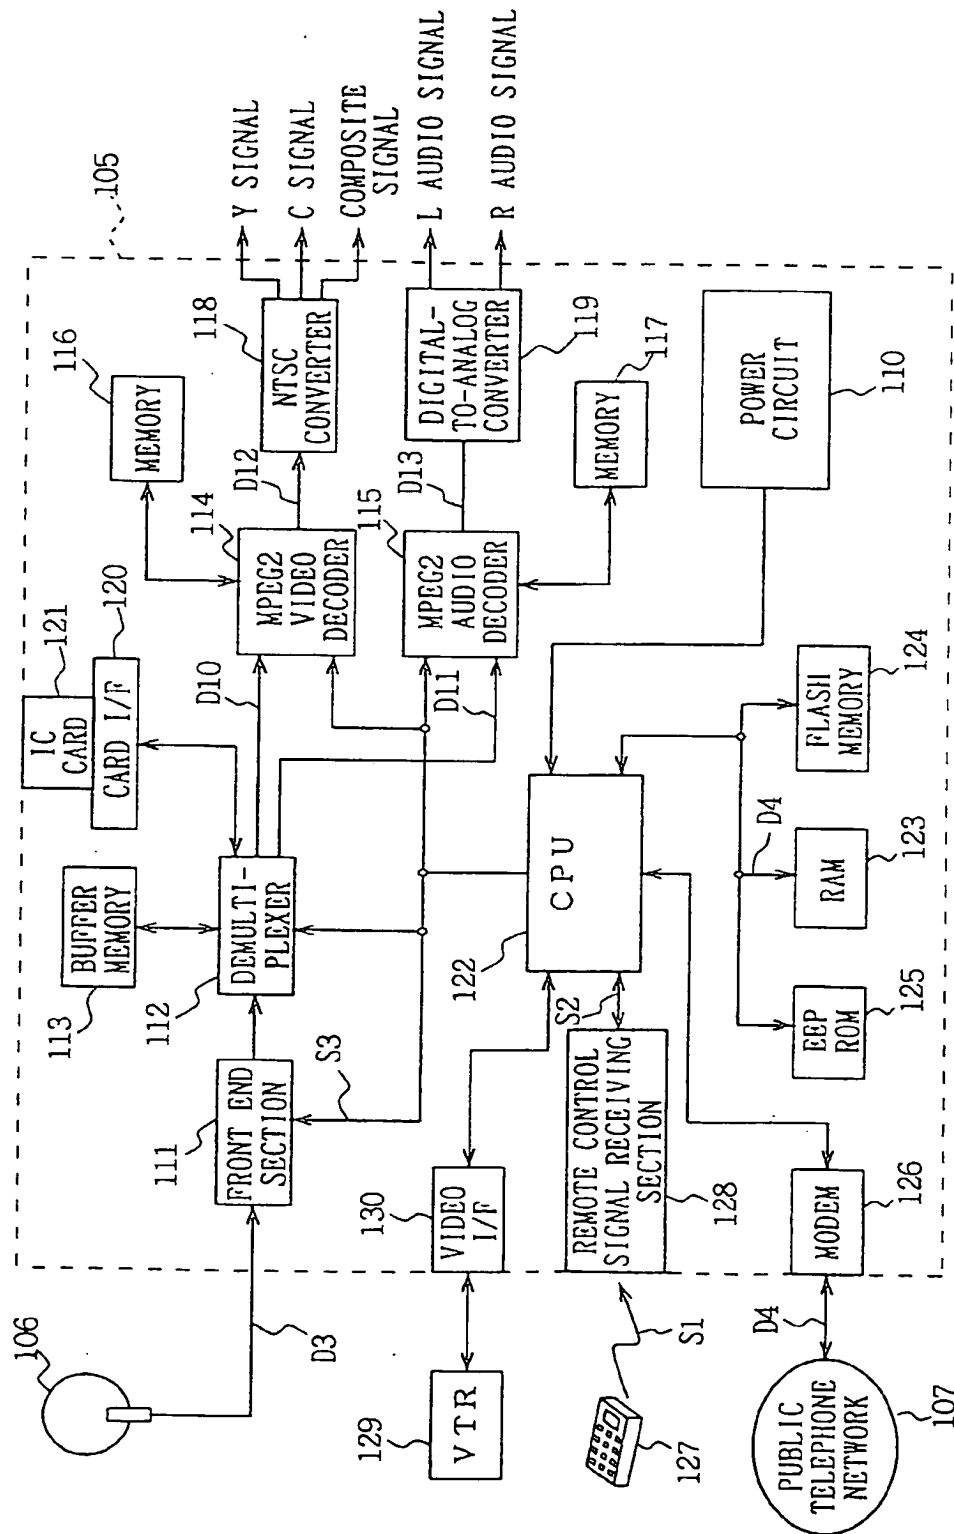 105
106
D3
111
FRONT END
SECTION
S3
113
BUFFER
MEMORY
112
DEMULTI-
PLEXER
121
IC
CARD
120
CARD I/F
D10
D11
116
MEMORY
114
MPEG2
VIDEO
DECODER
D12
118
NTSC
CONVERTER
Y SIGNAL
C SIGNAL
COMPOSITE
SIGNAL
115
MPEG2
AUDIO
DECODER
D13
DIGITAL-
TO-ANALOG
CONVERTER
119
L AUDIO SIGNAL
R AUDIO SIGNAL
MEMORY
117
129
VTR
130
VIDEO
I/F
122
CPU
S2
REMOTE CONTROL
SIGNAL RECEIVING
SECTION
128
S1
127
POWER
CIRCUIT
110
FLASH
MEMORY
124
D4
RAM
123
EEP
ROM
125
MODEM
126
D4
PUBLIC
TELEPHONE
NETWORK
107